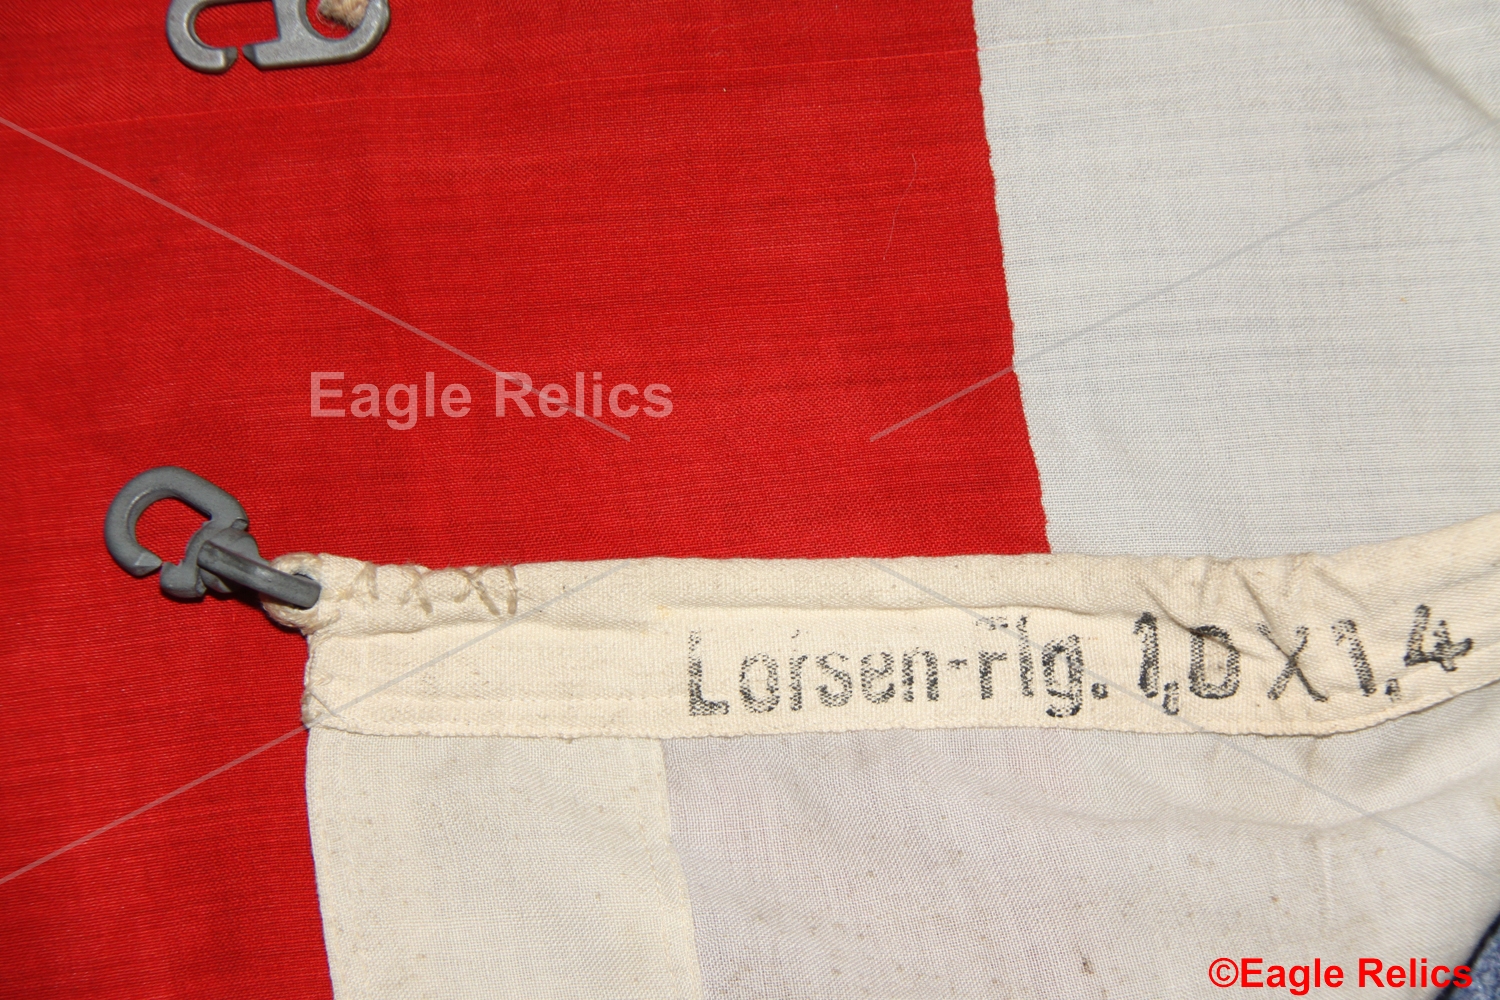 Eagle Relics
Lotsen-flg. 1,0 X 1,4
©Eagle Relics